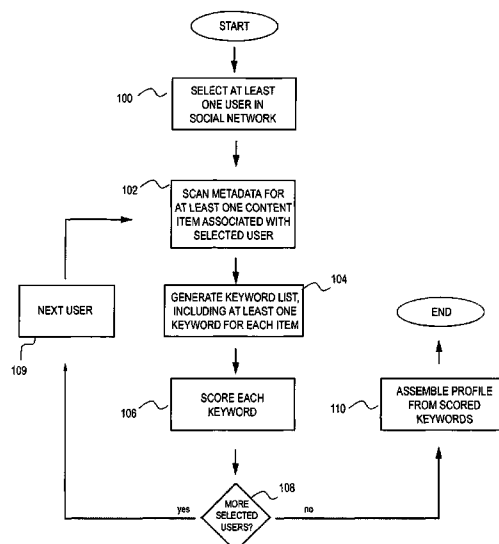 START
100
SELECT AT LEAST
ONE USER IN
SOCIAL NETWORK
102
SCAN METADATA FOR
AT LEAST ONE CONTENT
ITEM ASSOCIATED WITH
SELECTED USER
104
GENERATE KEYWORD LIST,
INCLUDING AT LEAST ONE
KEYWORD FOR EACH ITEM
NEXT USER
109
END
106
SCORE EACH
KEYWORD
110
ASSEMBLE PROFILE
FROM SCORED
KEYWORDS
108
yes
MORE
SELECTED
USERS?
no